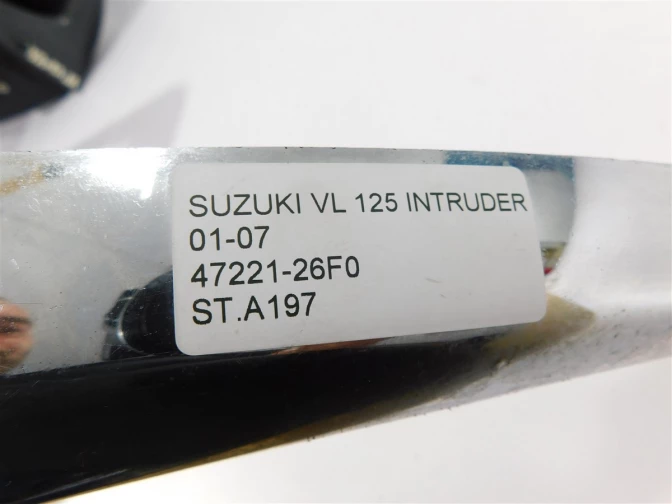 SUZUKI VL 125 INTRUDER
01-07
47221-26F0
ST.A197